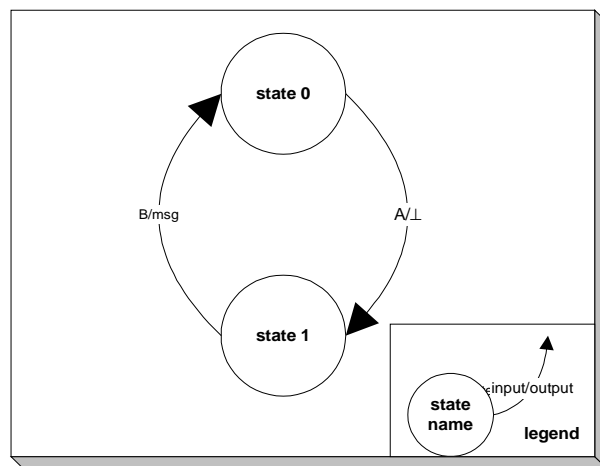 state 0
B/msg
A/⊥
state 1
input/output
state
name
legend